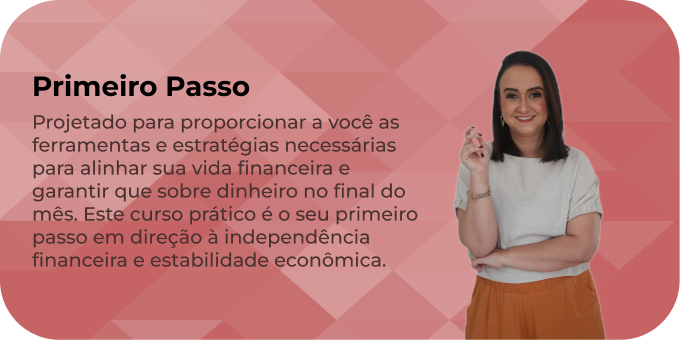 Primeiro Passo
Projetado para proporcionar a você as
ferramentas e estratégias necessárias
para alinhar sua vida financeira e
garantir que sobre dinheiro no final do
mês. Este curso prático é o seu primeiro
passo em direção à independência
financeira e estabilidade econômica.